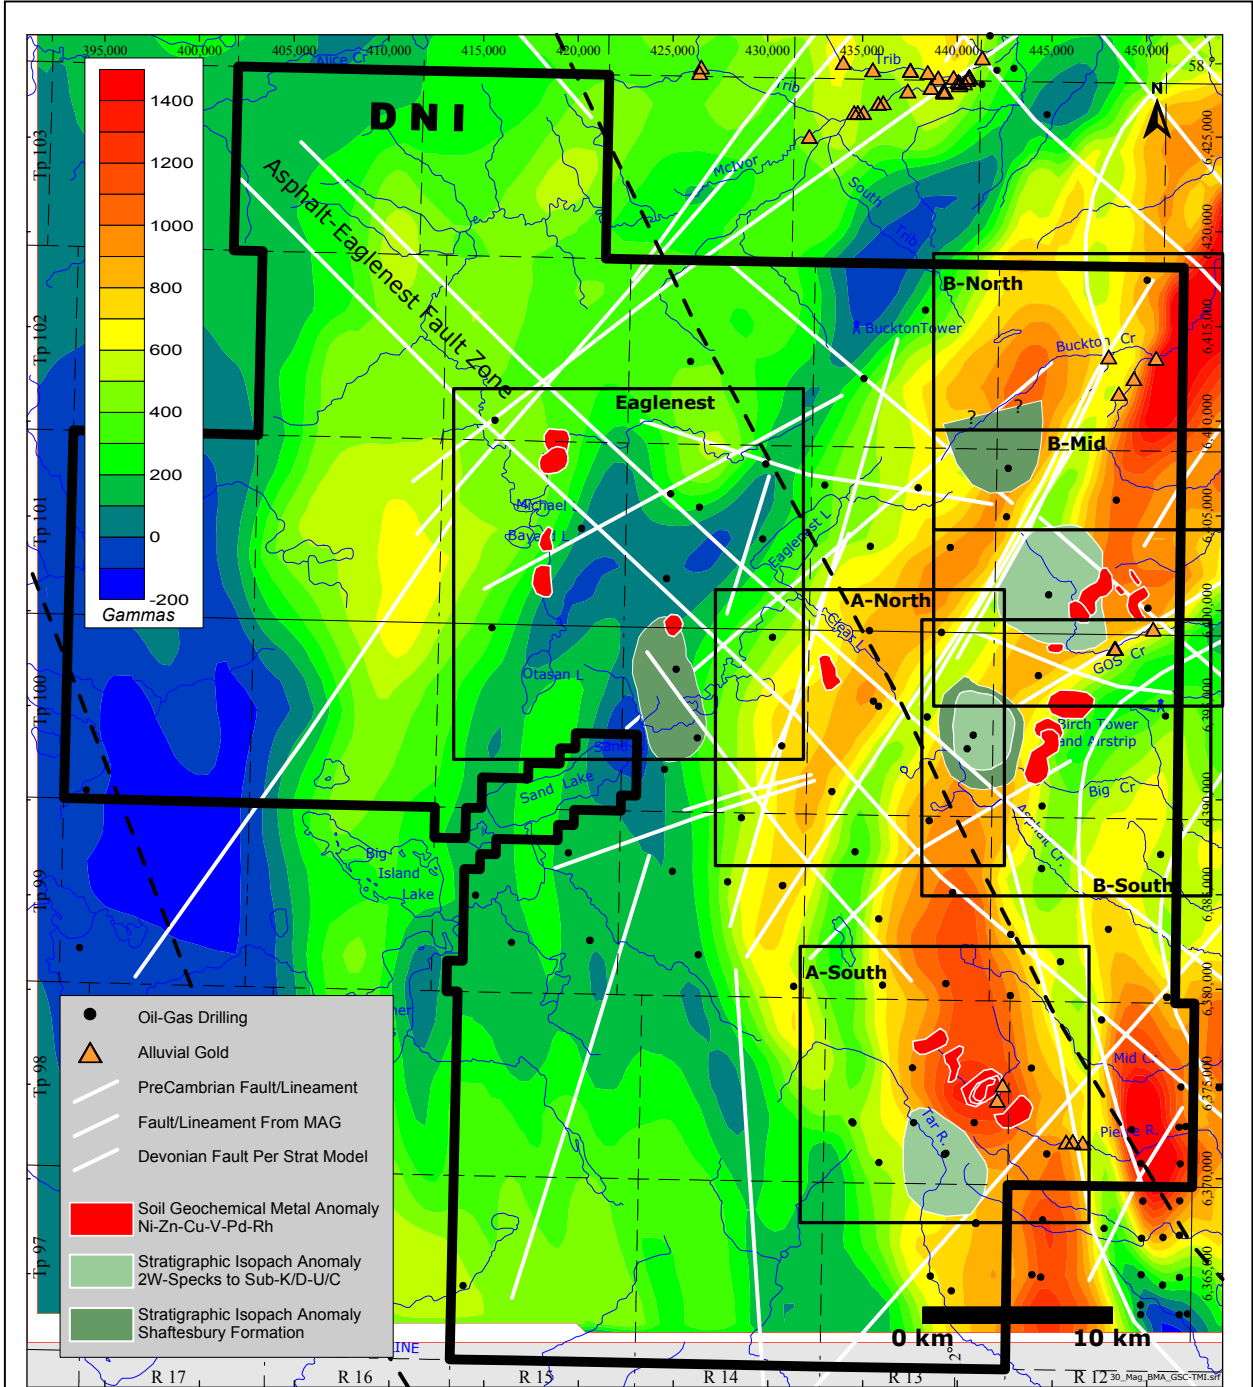 395,000 400,000 405,000 410,000 415,000 420,000 425,000 430,000 435,000 440,000 445,000 450,000
58°
Alice Cr
Trib
Trib
N
DNI
1400
1200
1000
800
600
400
200
0
-200
Gammas
Tp 103
Tp 102
Tp 101
Tp 100
Tp 99
Tp 98
Tp 97
6,425,000
6,420,000
6,415,000
6,410,000
6,405,000
6,400,000
6,395,000
6,390,000
6,385,000
6,380,000
6,375,000
6,370,000
6,365,000
Asphalt-Eaglenest Fault Zone
McIvor
South
Trib
B-North
BucktonTower
Buckton Cr
Eaglenest
? ?
B-Mid
Michael
Bayard L
Eaglenest L
A-North
Clear L
GOS Cr
Otasan L
Birch Tower
and Airstrip
Sand
Sand Lake
Big Cr
Asphalt Cr.
Big
Island
Lake
B-South
A-South
Mid C.
Tar R.
Pierre R.
Oil-Gas Drilling
Alluvial Gold
PreCambrian Fault/Lineament
Fault/Lineament From MAG
Devonian Fault Per Strat Model
Soil Geochemical Metal Anomaly
Ni-Zn-Cu-V-Pd-Rh
Stratigraphic Isopach Anomaly
2W-Specks to Sub-K/D-U/C
Stratigraphic Isopach Anomaly
Shaftesbury Formation
0 km 10 km
R 17 R 16 R 15 R 14 R 13 R 12
30_Mag_BMA_GSC-TMI.srf